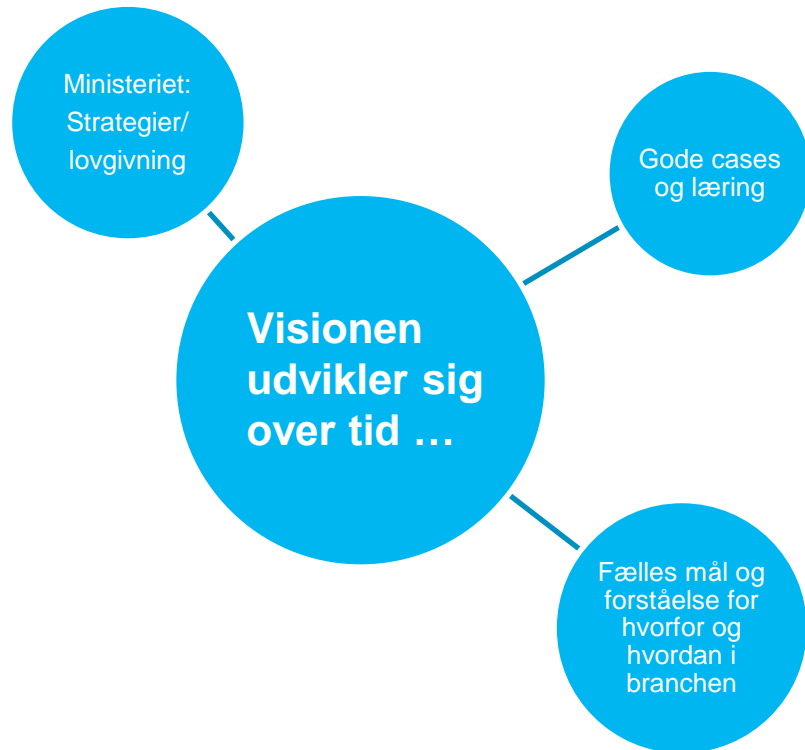 Ministeriet:
Strategier/
lovgivning
Gode cases
og læring
Visionen
udvikler sig
over tid …
Fælles mål og
forståelse for
hvorfor og
hvordan i
branchen